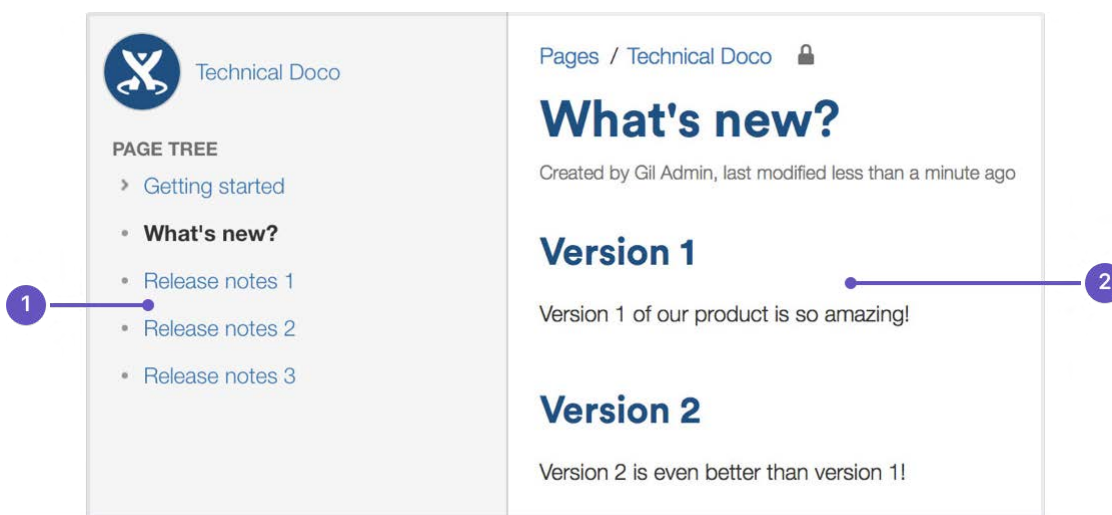 Technical Doco
PAGE TREE
Getting started
What's new?
Release notes 1
Release notes 2
Release notes 3
1
Pages / Technical Doco
What's new?
Created by Gil Admin, last modified less than a minute ago
Version 1
2
Version 1 of our product is so amazing!
Version 2
Version 2 is even better than version 1!